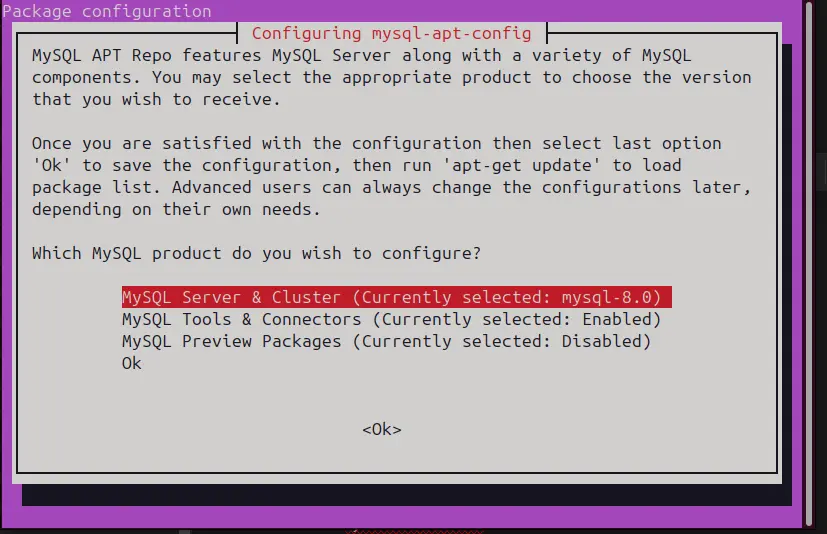 Package configuration
Configuring mysql-apt-config
MySQL APT Repo features MySQL Server along with a variety of MySQL
components. You may select the appropriate product to choose the version
that you wish to receive.
Once you are satisfied with the configuration then select last option
'Ok' to save the configuration, then run 'apt-get update' to load
package list. Advanced users can always change the configurations later,
depending on their own needs.
Which MySQL product do you wish to configure?
MySQL Server & Cluster (Currently selected: mysql-8.0)
MySQL Tools & Connectors (Currently selected: Enabled)
MySQL Preview Packages (Currently selected: Disabled)
Ok
<Ok>